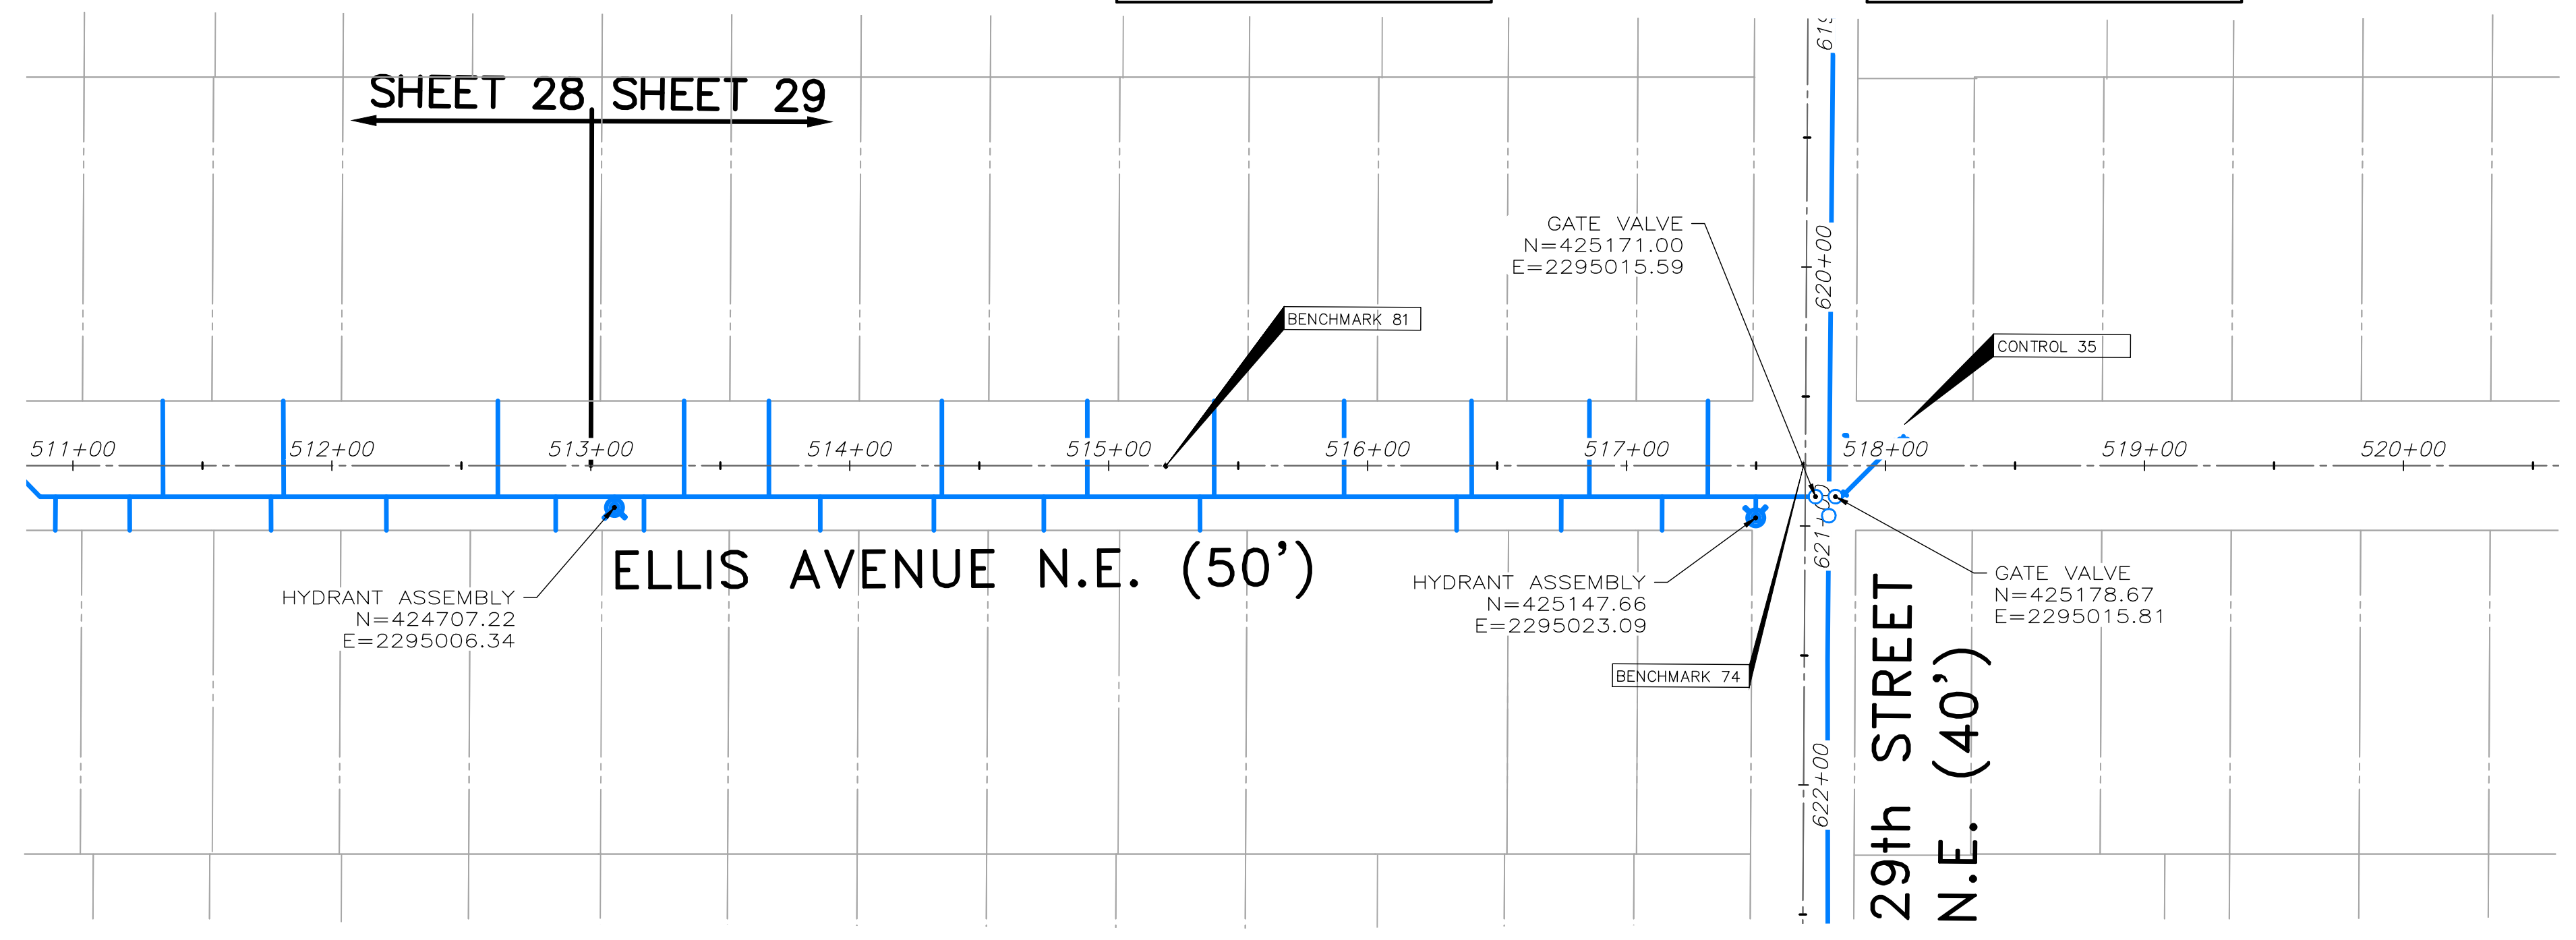 SHEET 28 SHEET 29
619
GATE VALVE
N=425171.00
E=2295015.59
620+00
BENCHMARK 81
CONTROL 35
511+00 512+00 513+00 514+00 515+00 516+00 517+00 518+00 519+00 520+00
621+
ELLIS AVENUE N.E. (50')
HYDRANT ASSEMBLY
N=424707.22
E=2295006.34
HYDRANT ASSEMBLY
N=425147.66
E=2295023.09
GATE VALVE
N=425178.67
E=2295015.81
BENCHMARK 74
622+00
29th STREET
N.E. (40')